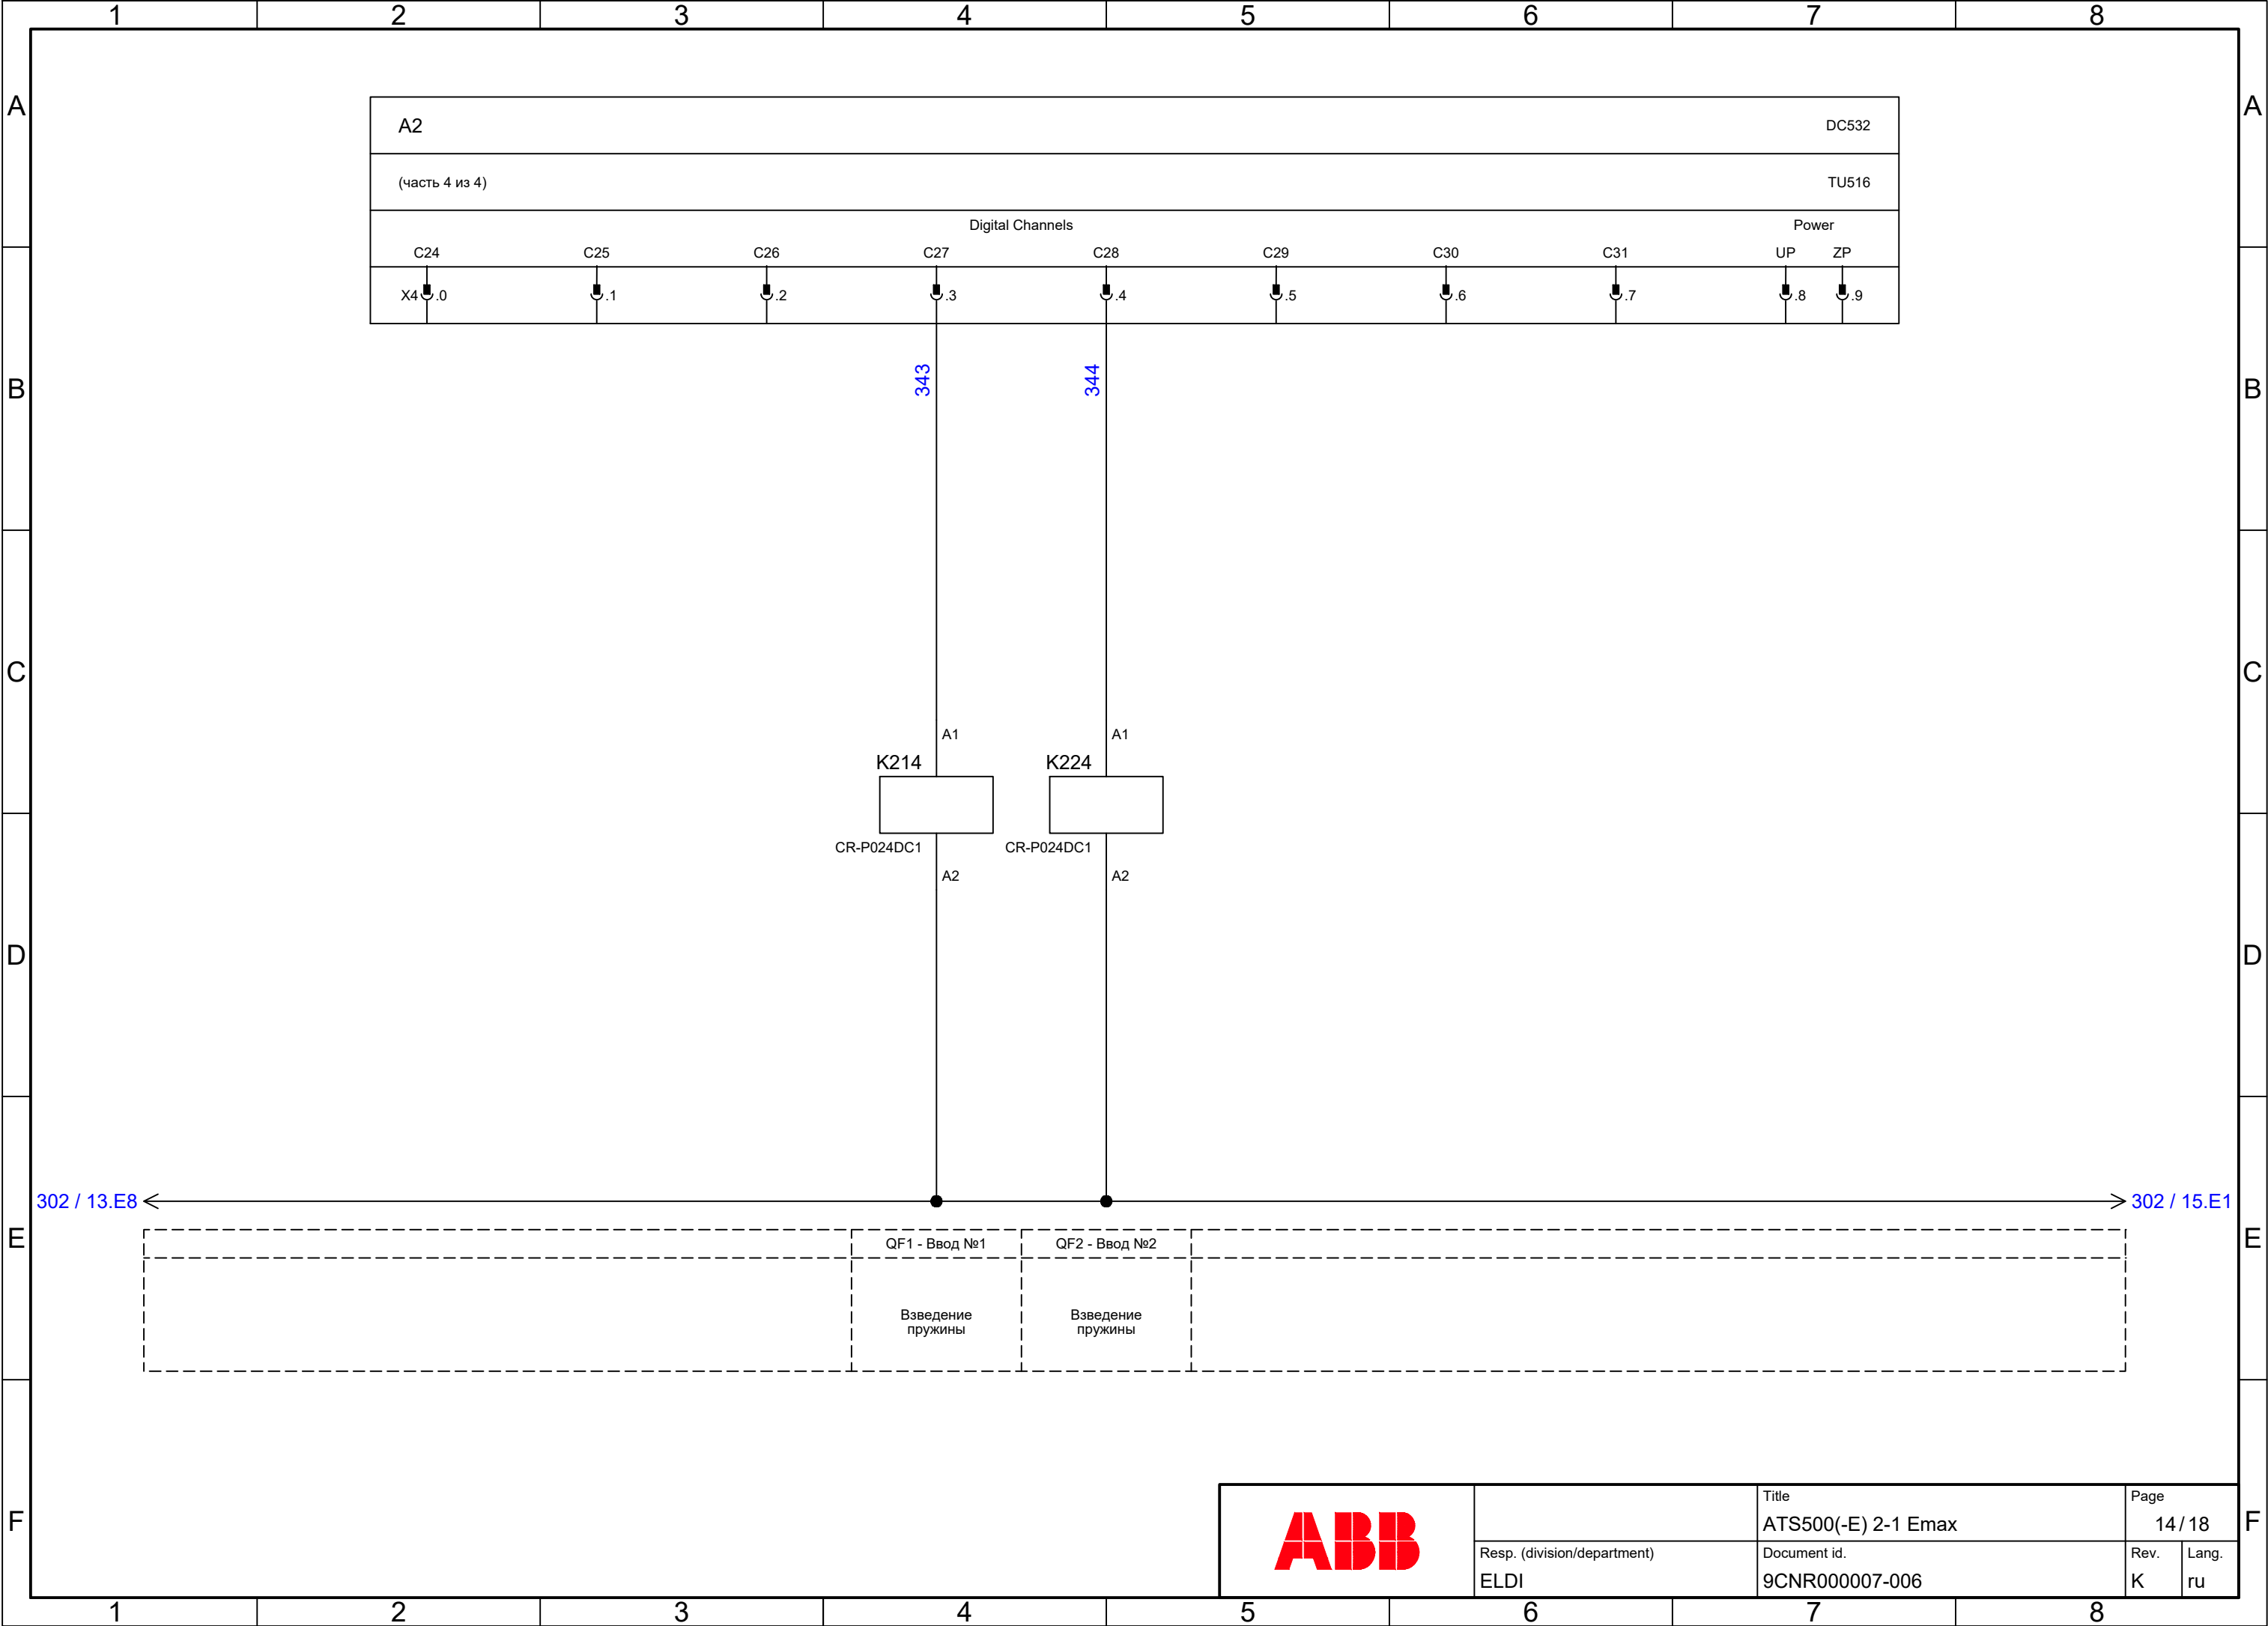 1 2 3 4 5 6 7 8
A A
A2 DC532
(часть 4 из 4) TU516
Digital Channels Power
C24 C25 C26 C27 C28 C29 C30 C31 UP ZP
X4 .0 .1 .2 .3 .4 .5 .6 .7 .8 .9
343 344
B B
C C
A1 A1
K214 K224
CR-P024DC1 CR-P024DC1
A2 A2
D D
302 / 13.E8 302 / 15.E1
E E
QF1 - Ввод №1 QF2 - Ввод №2
Взведение Взведение
пружины пружины
F F
ABB
Title
ATS500(-E) 2-1 Emax
Page
14 / 18
Resp. (division/department)
ELDI
Document id.
9CNR000007-006
Rev.
K
Lang.
ru
1 2 3 4 5 6 7 8